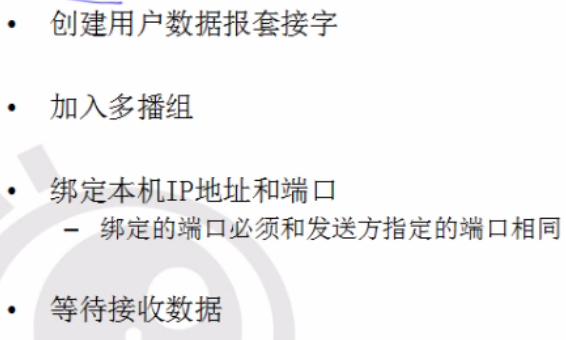 • 创建用户数据报套接字
• 加入多播组
• 绑定本机IP地址和端口
– 绑定的端口必须和发送方指定的端口相同
• 等待接收数据